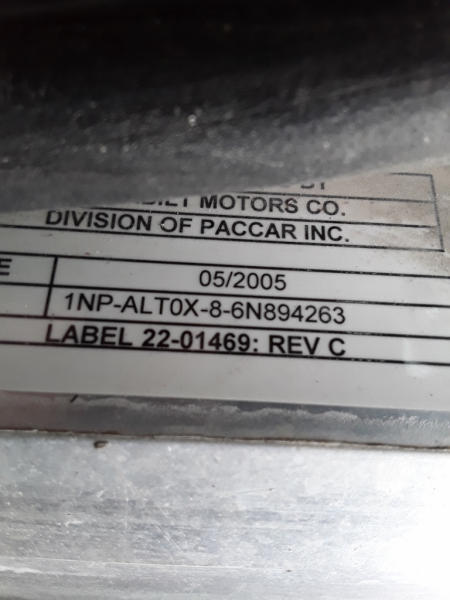 MOTORS CO.
DIVISION OF PACCAR INC.
E 05/2005
1NP-ALT0X-8-6N894263
LABEL 22-01469: REV C